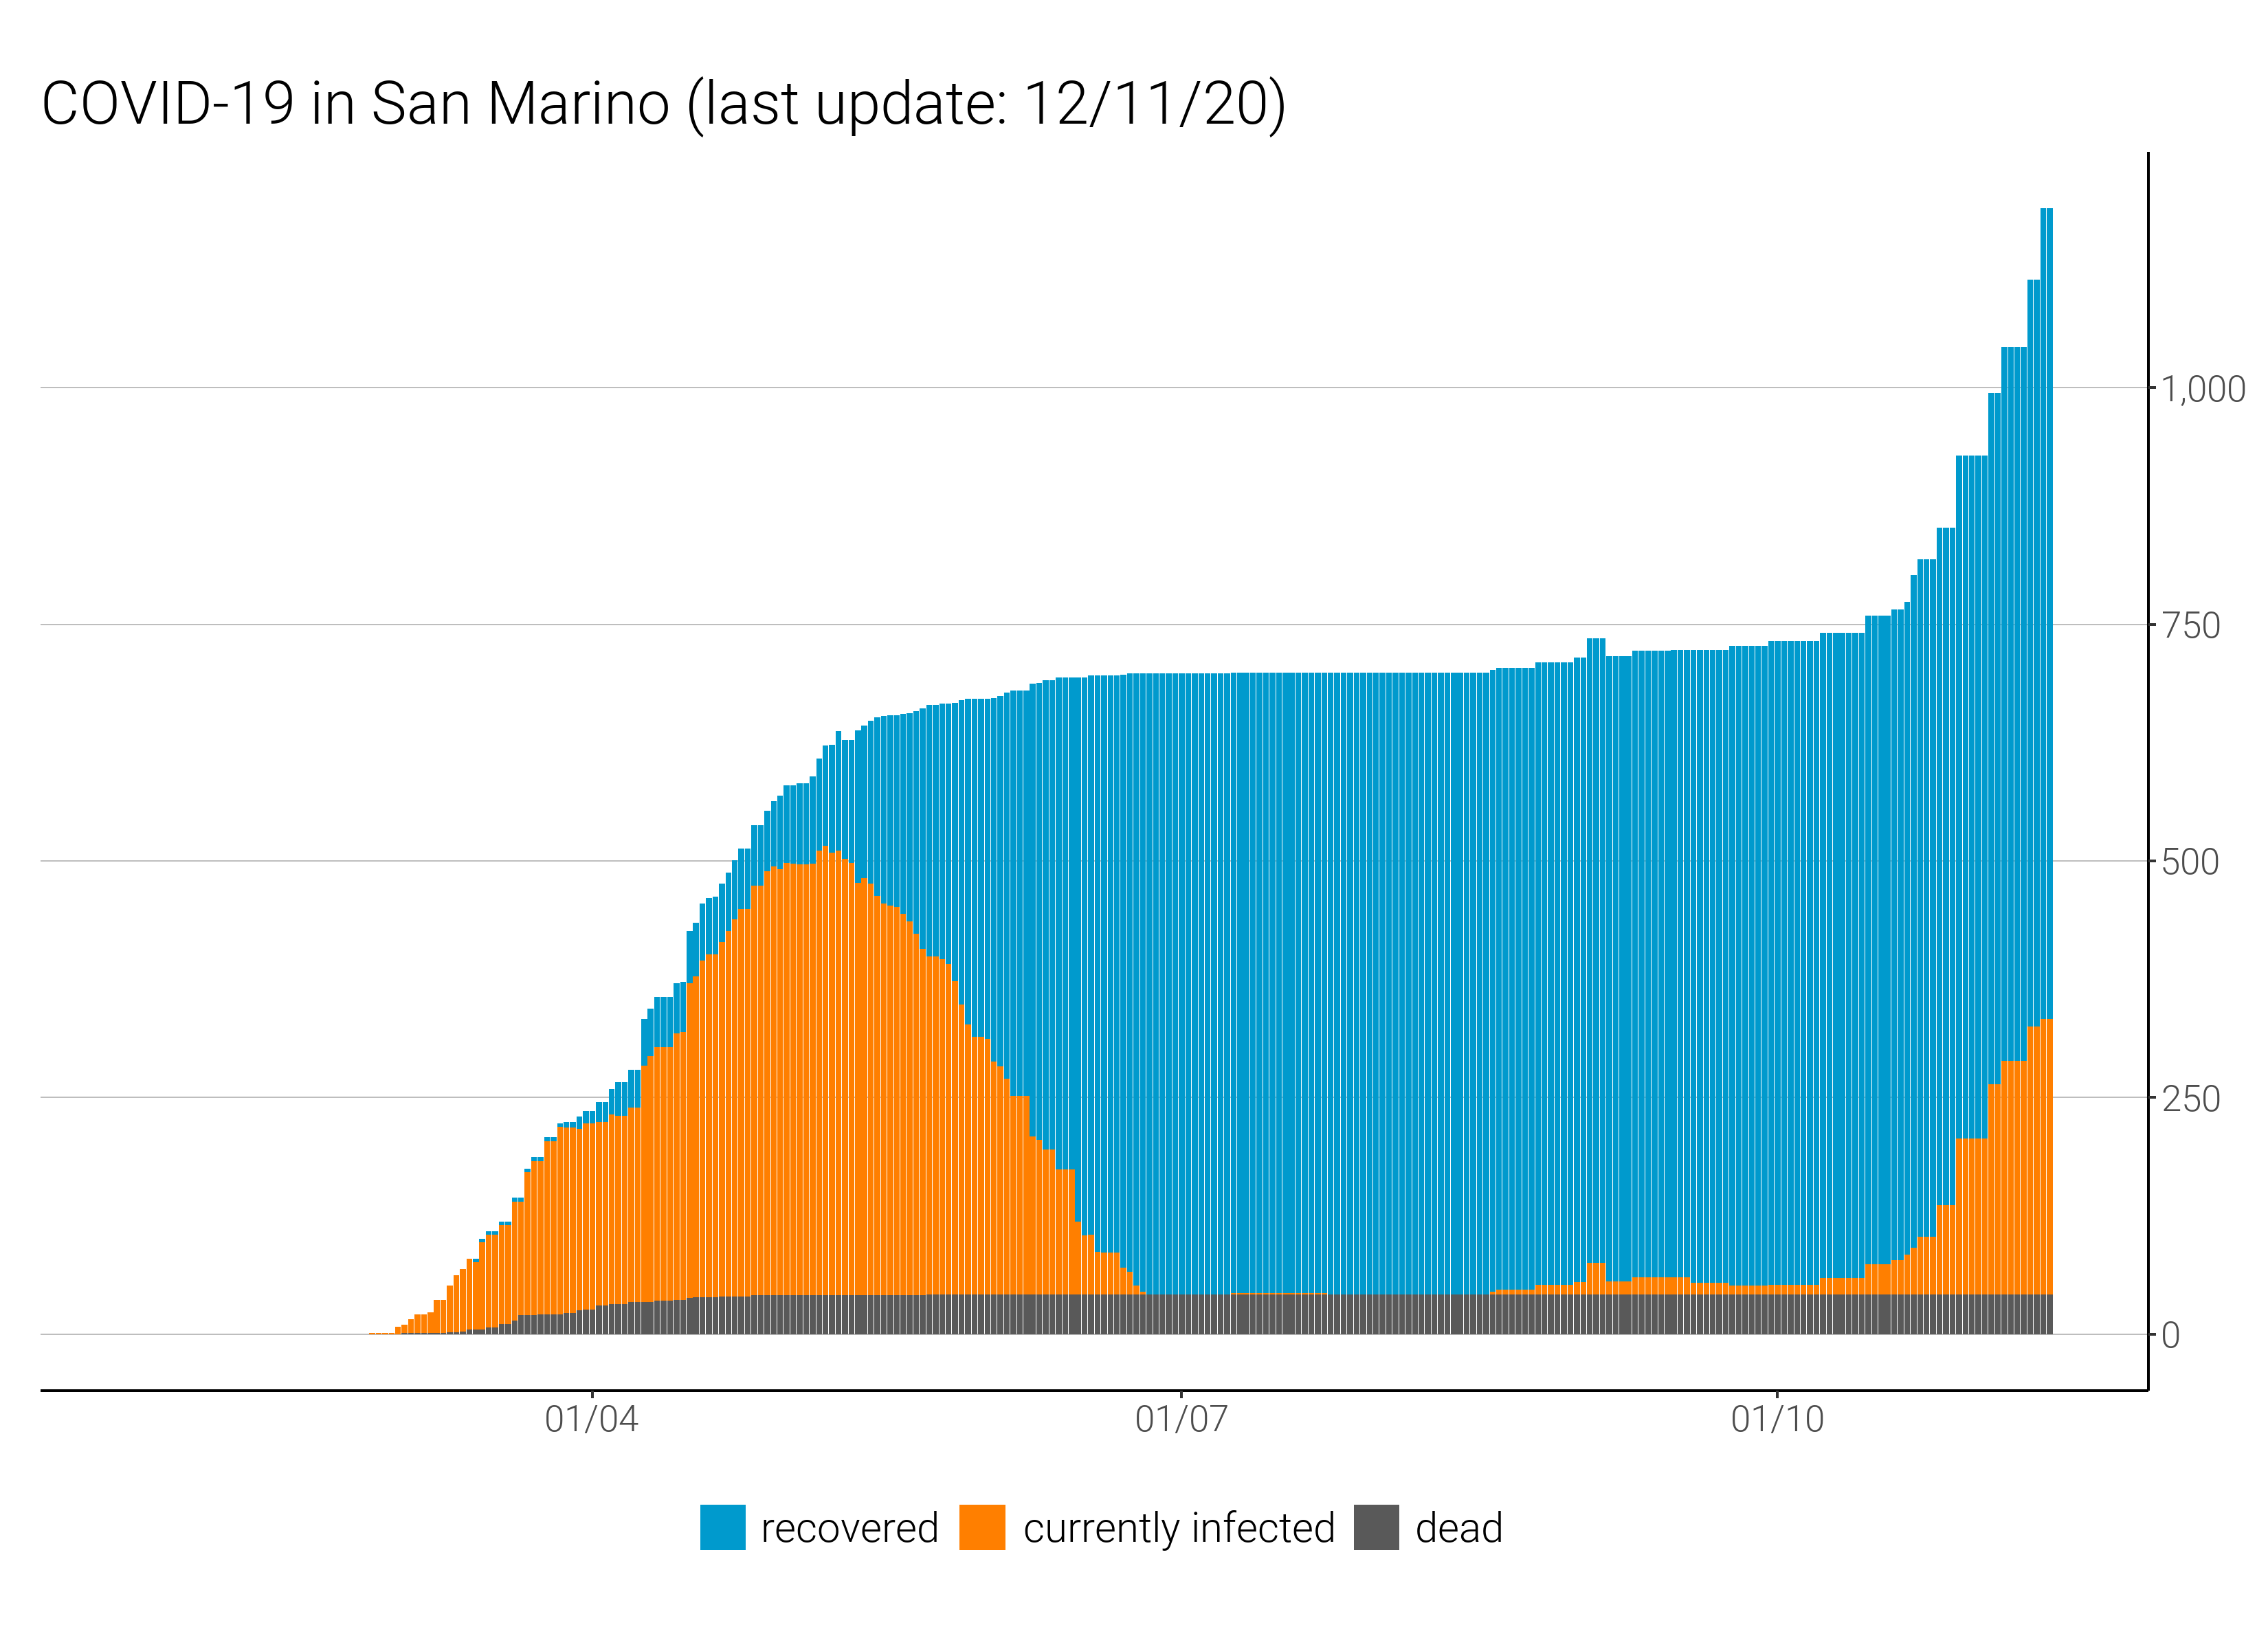 COVID-19 in San Marino (last update: 12/11/20)
1,000
750
500
250
0
01/04 01/07 01/10
recovered currently infected dead